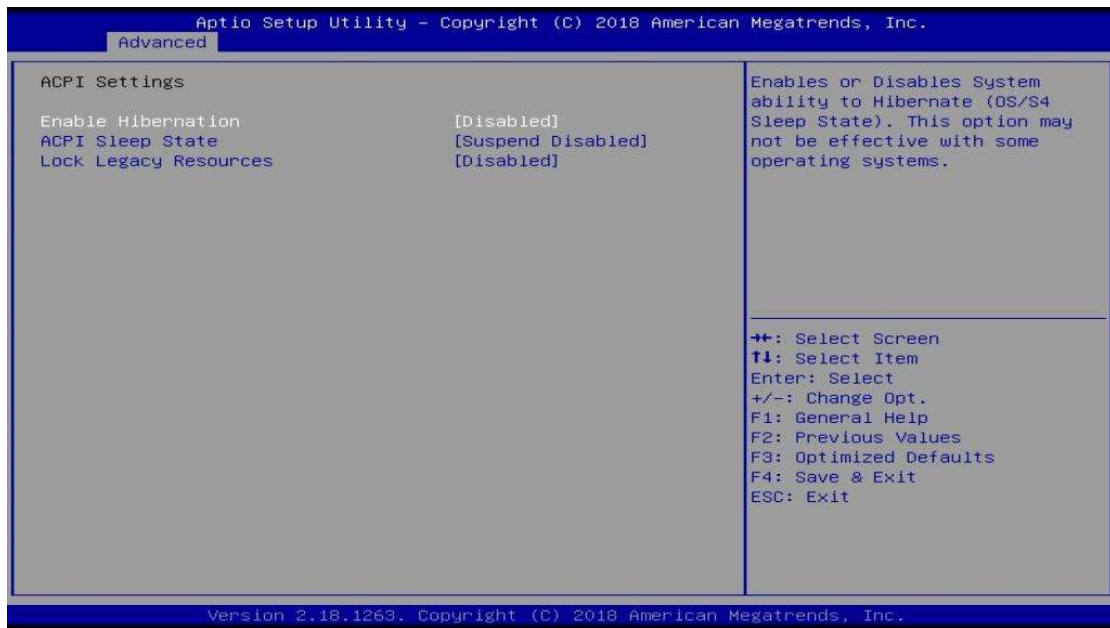 Aptio Setup Utility – Copyright (C) 2018 American Megatrends, Inc.
Advanced
ACPI Settings
Enable Hibernation [Disabled]
ACPI Sleep State [Suspend Disabled]
Lock Legacy Resources [Disabled]
Enables or Disables System
ability to Hibernate (OS/S4
Sleep State). This option may
not be effective with some
operating systems.
→←: Select Screen
↑↓: Select Item
Enter: Select
+/-: Change Opt.
F1: General Help
F2: Previous Values
F3: Optimized Defaults
F4: Save & Exit
ESC: Exit
Version 2.18.1263. Copyright (C) 2018 American Megatrends, Inc.